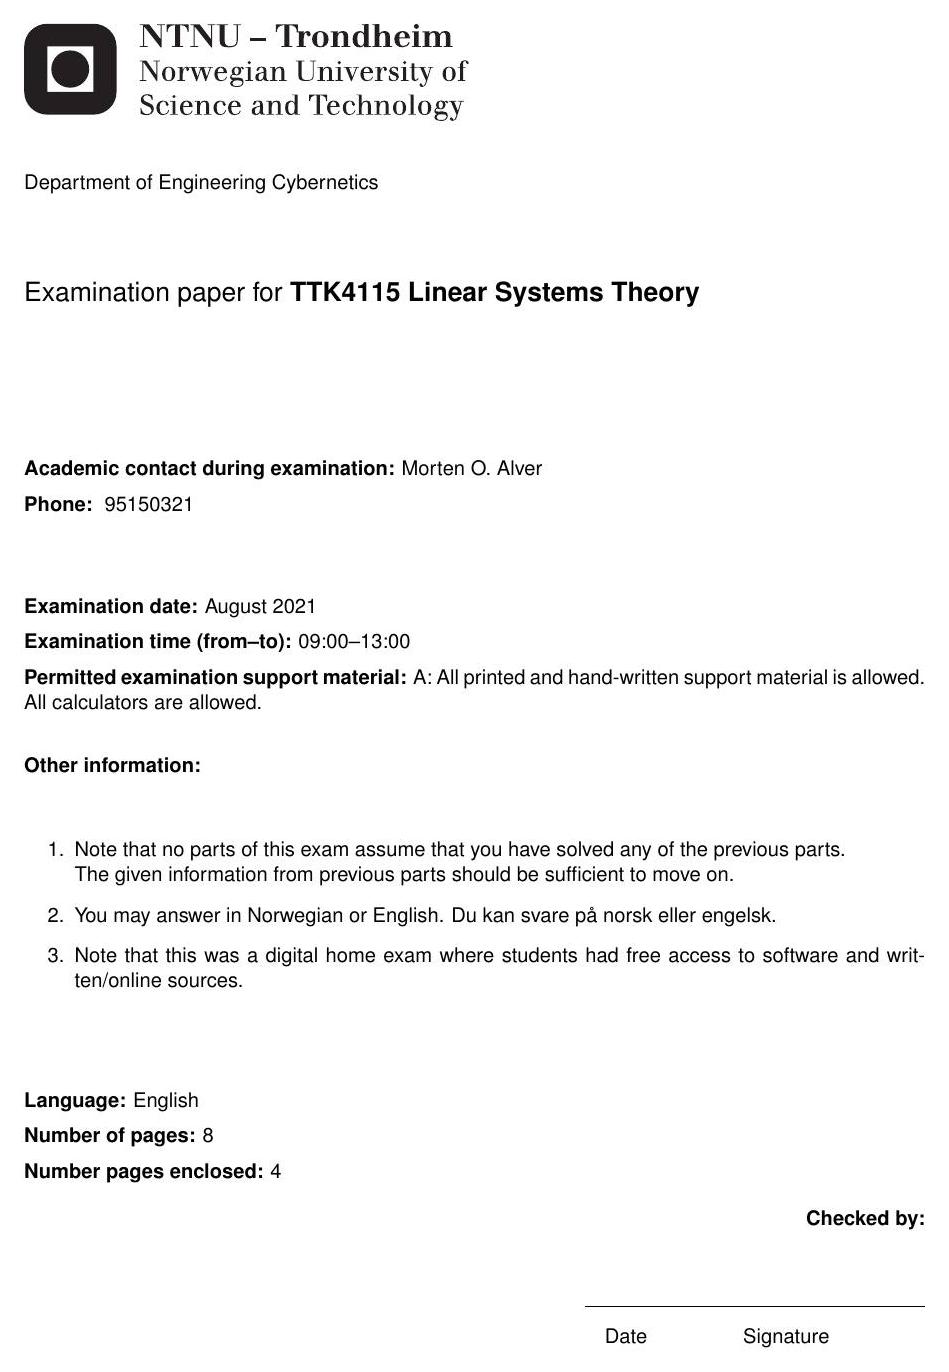 NTNU – Trondheim
Norwegian University of
Science and Technology
Department of Engineering Cybernetics
Examination paper for TTK4115 Linear Systems Theory
Academic contact during examination: Morten O. Alver
Phone: 95150321
Examination date: August 2021
Examination time (from–to): 09:00–13:00
Permitted examination support material: A: All printed and hand-written support material is allowed.
All calculators are allowed.
Other information:
1. Note that no parts of this exam assume that you have solved any of the previous parts.
The given information from previous parts should be sufficient to move on.
2. You may answer in Norwegian or English. Du kan svare på norsk eller engelsk.
3. Note that this was a digital home exam where students had free access to software and writ-
ten/online sources.
Language: English
Number of pages: 8
Number pages enclosed: 4
Checked by:
Date Signature